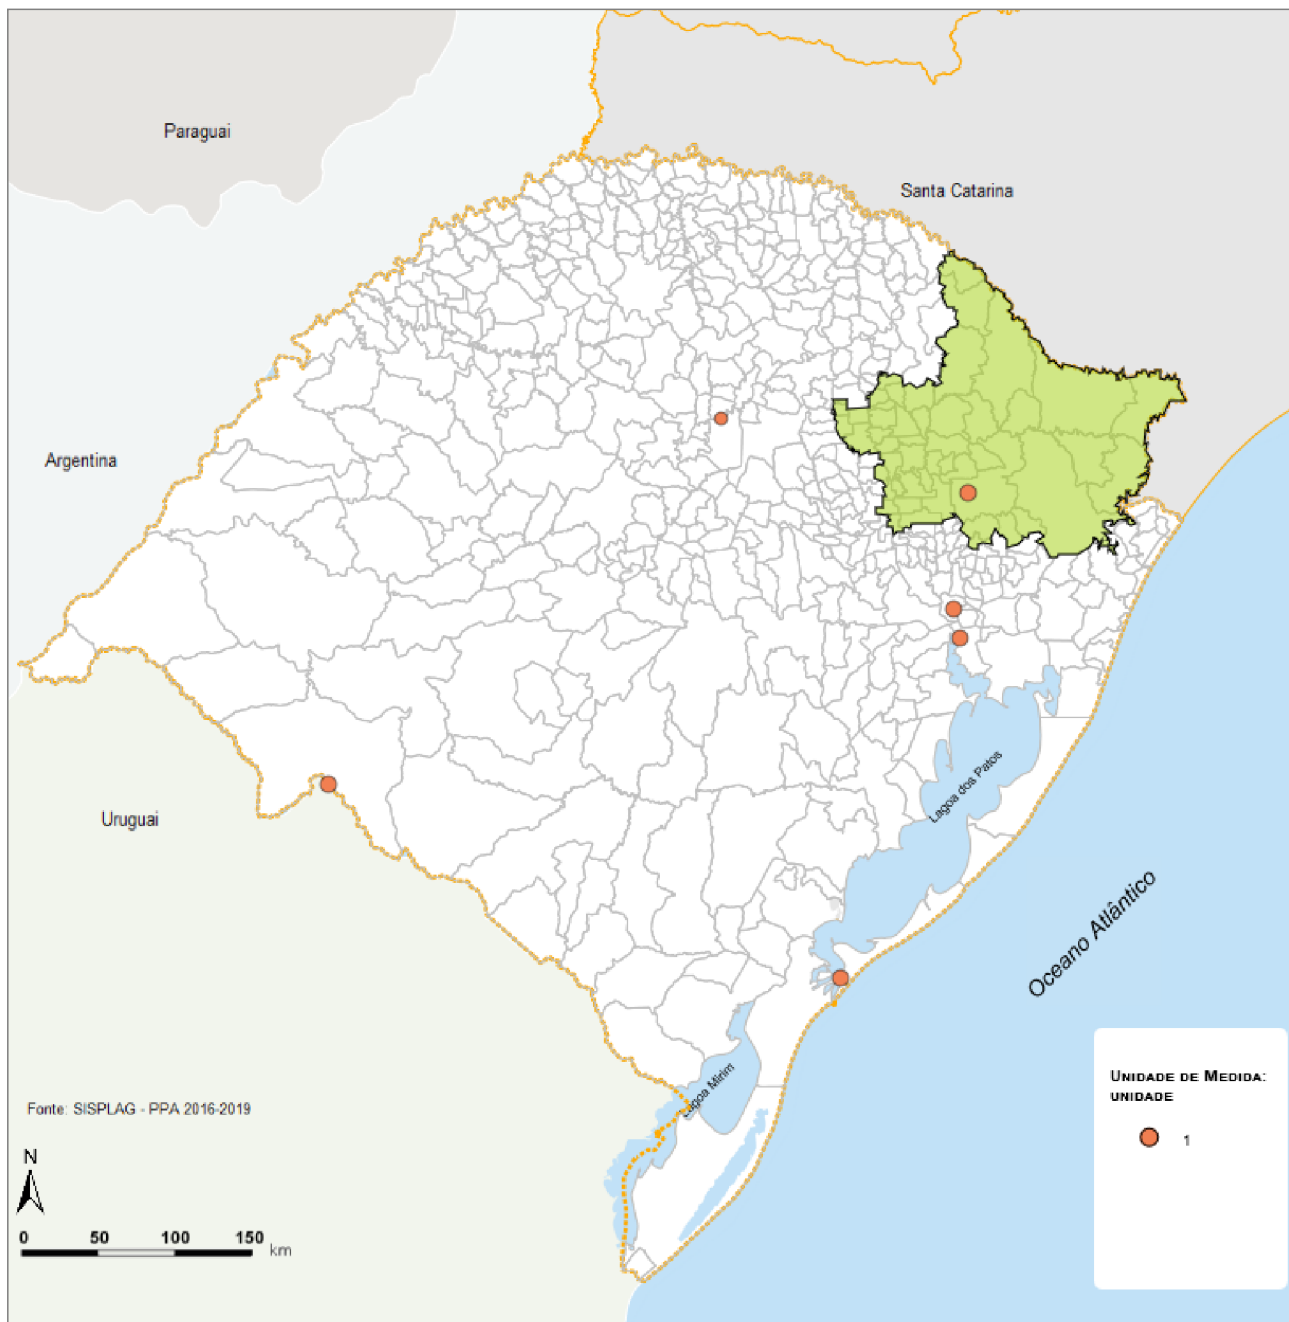 Paraguai
Santa Catarina
Argentina
Lagoa dos Patos
Uruguai
Oceano Atlântico
Lagoa Mirim
UNIDADE DE MEDIDA:
UNIDADE
1
Fonte: SISPLAG - PPA 2016-2019
N
0 50 100 150
km